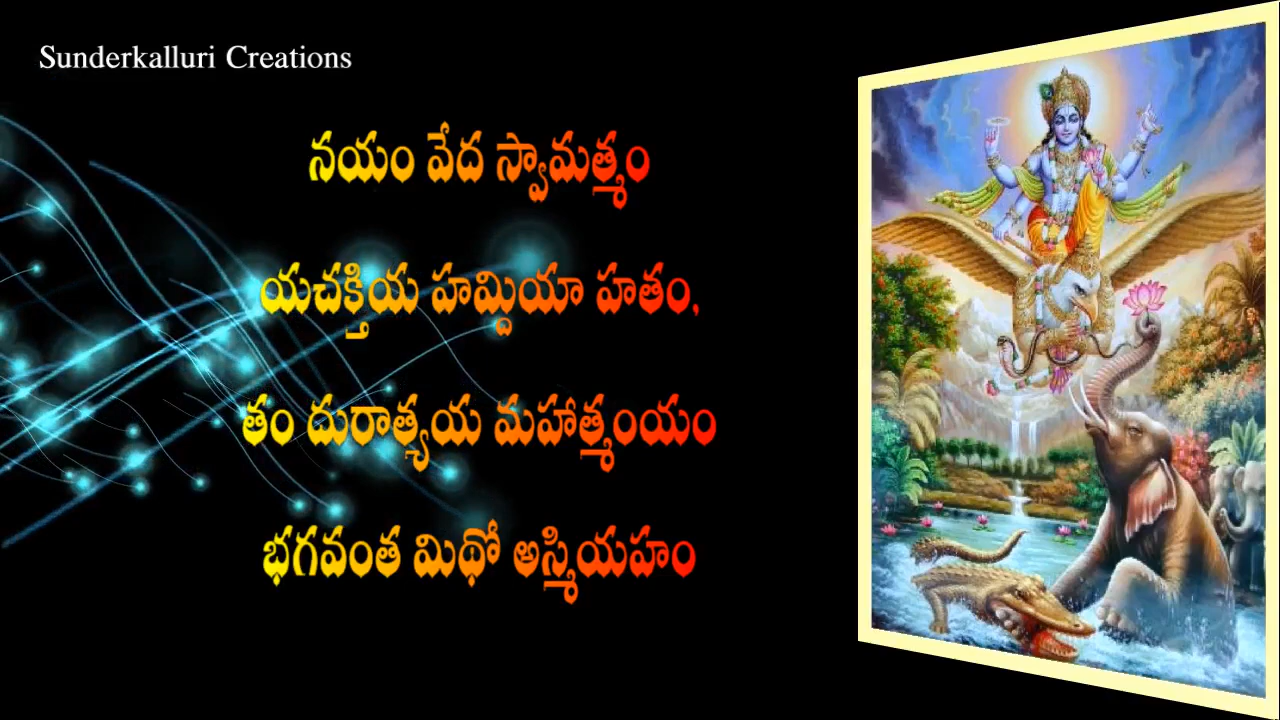 Sunderkalluri Creations
నయం వేద స్వామత్మం
యచక్తియ హమ్దియా హతం,
తం దురాత్యయ మహాత్మంయం
భగవంత మిథో అస్మియహం